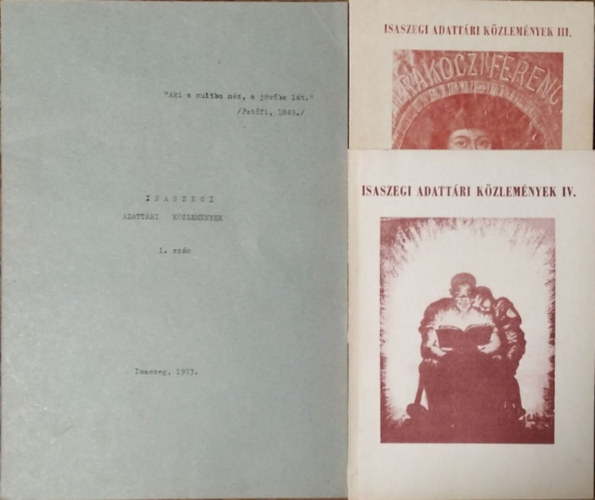 "Aki a multba néz, a jövőbe lát."
/Petőfi, 1848./
ISASZEGI
ADATTÁRI KÖZLEMÉNYEK
1. szám
Isaszeg, 1973.
ISASZEGI ADATTÁRI KÖZLEMÉNYEK III.
RÁKÓCZI FERENC
ISASZEGI ADATTÁRI KÖZLEMÉNYEK IV.